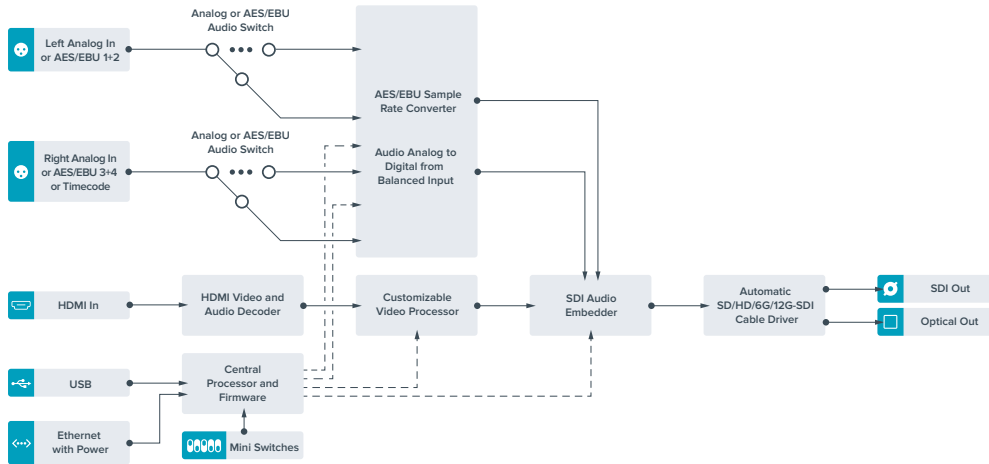 Analog or AES/EBU
Audio Switch
Left Analog In
or AES/EBU 1+2
AES/EBU Sample
Rate Converter
Analog or AES/EBU
Audio Switch
Right Analog In
or AES/EBU 3+4
or Timecode
Audio Analog to
Digital from
Balanced Input
HDMI In
HDMI Video and
Audio Decoder
Customizable
Video Processor
SDI Audio
Embedder
Automatic
SD/HD/6G/12G-SDI
Cable Driver
SDI Out
Optical Out
USB
Central
Processor and
Firmware
Ethernet
with Power
Mini Switches